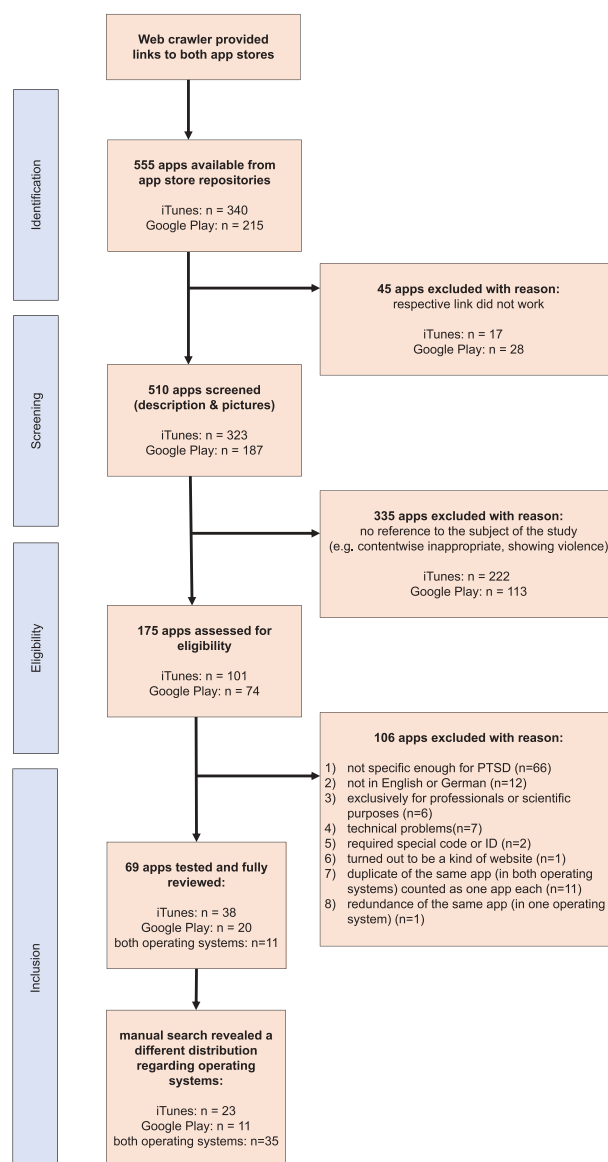 Web crawler provided
links to both app stores
Identification
555 apps available from
app store repositories
iTunes: n = 340
Google Play: n = 215
45 apps excluded with reason:
respective link did not work
iTunes: n = 17
Google Play: n = 28
Screening
510 apps screened
(description & pictures)
iTunes: n = 323
Google Play: n = 187
335 apps excluded with reason:
no reference to the subject of the study
(e.g. contentwise inappropriate, showing violence)
iTunes: n = 222
Google Play: n = 113
Eligibility
175 apps assessed for
eligibility
iTunes: n = 101
Google Play: n = 74
106 apps excluded with reason:
1) not specific enough for PTSD (n=66)
2) not in English or German (n=12)
3) exclusively for professionals or scientific
purposes (n=6)
4) technical problems(n=7)
5) required special code or ID (n=2)
6) turned out to be a kind of website (n=1)
7) duplicate of the same app (in both operating
systems) counted as one app each (n=11)
8) redundance of the same app (in one operating
system) (n=1)
Inclusion
69 apps tested and fully
reviewed:
iTunes: n = 38
Google Play: n = 20
both operating systems: n=11
manual search revealed a
different distribution
regarding operating
systems:
iTunes: n = 23
Google Play: n = 11
both operating systems: n=35